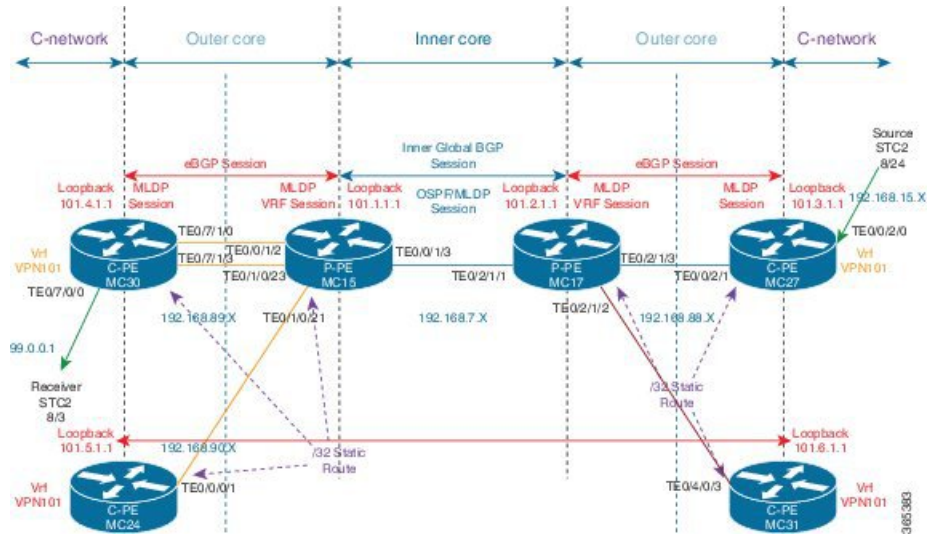 C-network
Outer core
Inner core
Outer core
C-network
Source
STC2
8/24
eBGP Session
Inner Global BGP
Session
eBGP Session
Loopback
101.4.1.1
MLDP
Session
MLDP
VRF Session
Loopback
101.1.1.1
OSPR/MLDP
Session
Loopback
101.2.1.1
MLDP
VRF Session
MLDP
Session
Loopback
101.3.1.1
192.168.15.X
TE0/0/2/0
TE0/7/1/0
TE0/0/1/2
TE0/7/1/3
TE0/1/0/23
TE0/0/1/3
TE0/2/1/1
TE0/2/1/3
TE0/0/2/1
Vrf
VPN101
C-PE
MC30
P-PE
MC15
P-PE
MC17
C-PE
MC27
Vrf
VPN101
TE0/7/0/0
TE0/1/0/21
TE0/2/1/2
192.168.89.X
192.168.7.X
192.168.88.X
99.0.0.1
Receiver
STC2
8/3
/32 Static
Route
Loopback
101.5.1.1
192.168.90.X
/32 Static
Route
Loopback
101.6.1.1
Vrf
VPN101
C-PE
MC24
TE0/0/0/1
TE0/4/0/3
C-PE
MC31
Vrf
VPN101
365383